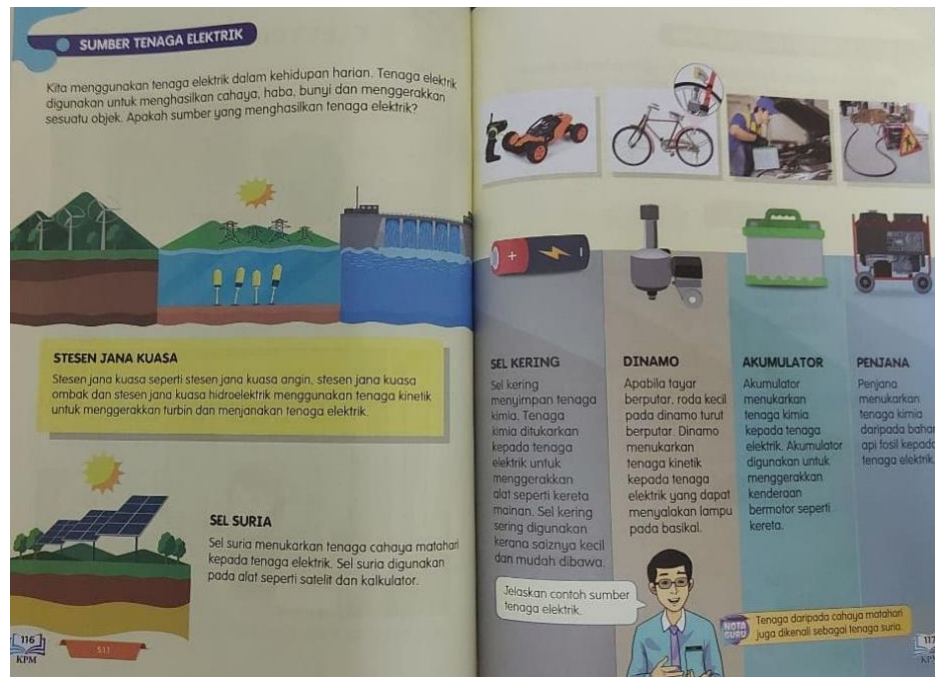 SUMBER TENAGA ELEKTRIK
Kita menggunakan tenaga elektrik dalam kehidupan harian. Tenaga elektrik
digunakan untuk menghasilkan cahaya, haba, bunyi dan menggerakkan
sesuatu objek. Apakah sumber yang menghasilkan tenaga elektrik?
STESEN JANA KUASA
Stesen jana kuasa seperti stesen jana kuasa angin, stesen jana kuasa
ombak dan stesen jana kuasa hidroelektrik menggunakan tenaga kinetik
untuk menggerakkan turbin dan menjanakan tenaga elektrik.
SEL SURIA
Sel suria menukarkan tenaga cahaya matahari
kepada tenaga elektrik. Sel suria digunakan
pada alat seperti satelit dan kalkulator.
116
KPM
5.1.1
+
SEL KERING
Sel kering
menyimpan tenaga
kimia. Tenaga
kimia ditukarkan
kepada tenaga
elektrik untuk
menggerakkan
alat seperti kereta
mainan. Sel kering
sering digunakan
kerana saiznya kecil
dan mudah dibawa.
DINAMO
Apabila tayar
berputar, roda kecil
pada dinamo turut
berputar. Dinamo
menukarkan
tenaga kinetik
kepada tenaga
elektrik yang dapat
menyalakan lampu
pada basikal.
AKUMULATOR
Akumulator
menukarkan
tenaga kimia
kepada tenaga
elektrik. Akumulator
digunakan untuk
menggerakkan
kenderaan
bermotor seperti
kereta.
PENJANA
Penjana
menukarkan
tenaga kimia
daripada bahan
api fosil kepada
tenaga elektrik.
Jelaskan contoh sumber
tenaga elektrik.
NOTA
GURU
Tenaga daripada cahaya matahari
juga dikenali sebagai tenaga suria.
117